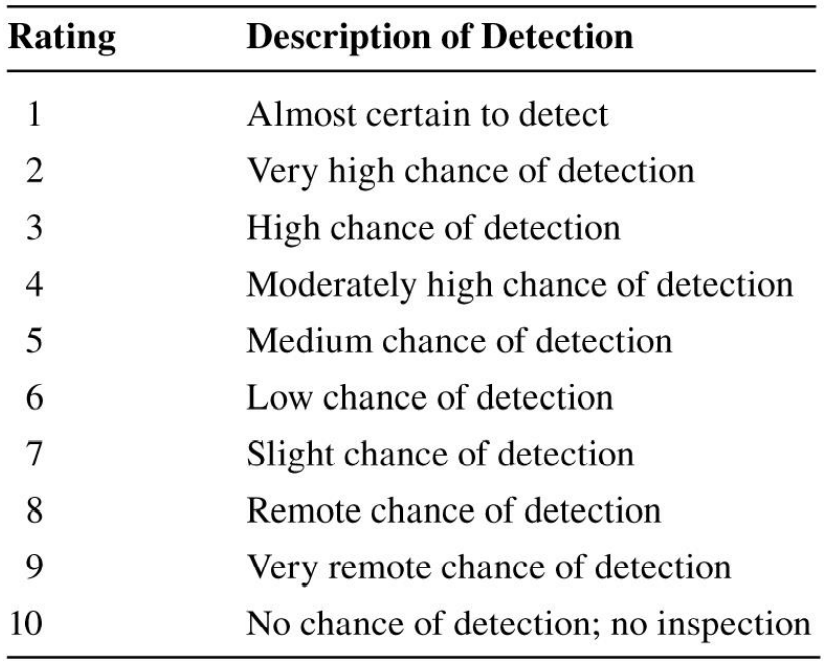 Rating Description of Detection
1 Almost certain to detect
2 Very high chance of detection
3 High chance of detection
4 Moderately high chance of detection
5 Medium chance of detection
6 Low chance of detection
7 Slight chance of detection
8 Remote chance of detection
9 Very remote chance of detection
10 No chance of detection; no inspection